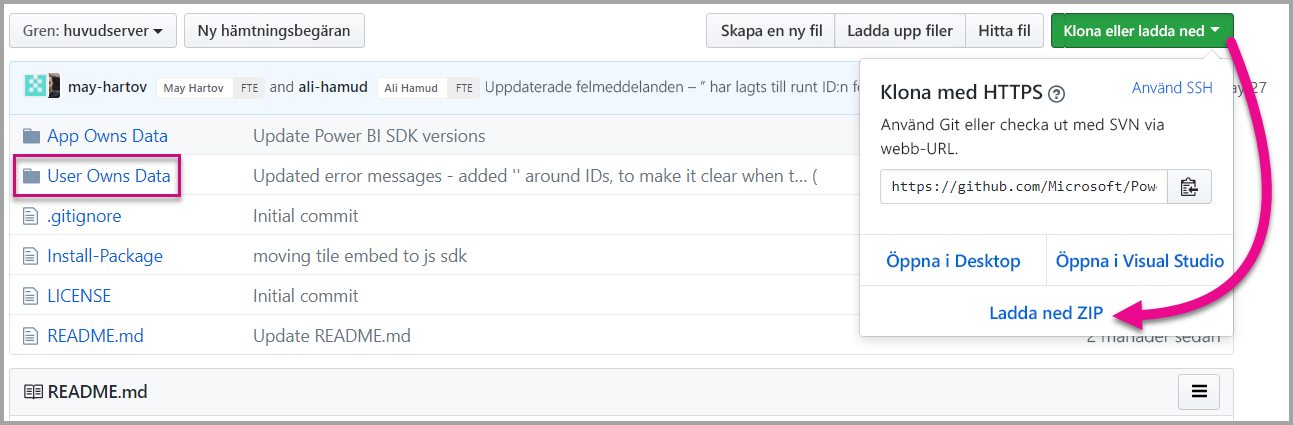 Gren: huvudserver
Ny hämtningsbegäran
Skapa en ny fil
Ladda upp filer
Hitta fil
Klona eller ladda ned
may-hartov May Hartov FTE and ali-hamud Ali Hamud FTE Uppdaterade felmeddelanden – ” har lagts till runt ID:n 27
Klona med HTTPS ?
Använd SSH
Använd Git eller checka ut med SVN via
webb-URL.
https://github.com/Microsoft/Pow
Öppna i Desktop
Öppna i Visual Studio
Ladda ned ZIP
App Owns Data Update Power BI SDK versions
User Owns Data Updated error messages - added '' around IDs, to make it clear when t... (
.gitignore Initial commit
Install-Package moving tile embed to js sdk
LICENSE Initial commit
README.md Update README.md 2 månader sedan
README.md